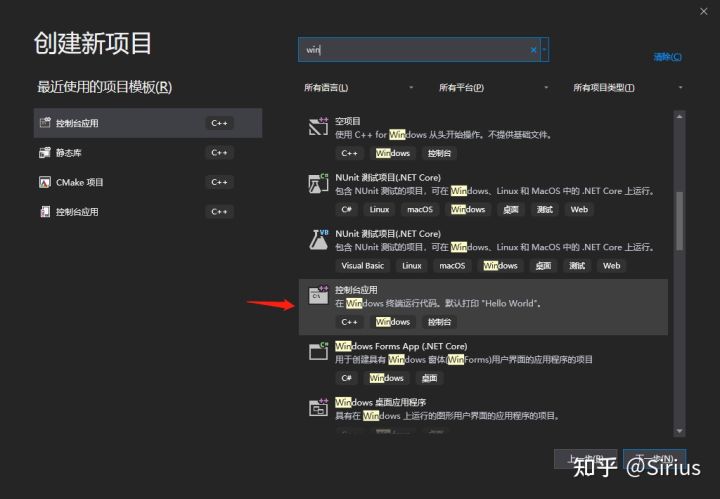 创建新项目
最近使用的项目模板(R)
控制台应用 C++
静态库 C++
CMake 项目 C++
控制台应用 C++
win
清除(C)
所有语言(L) 所有平台(P) 所有项目类型(T)
空项目
使用 C++ for Windows 从头开始操作。不提供基础文件。
C++ Windows 控制台
NUnit 测试项目(.NET Core)
包含 NUnit 测试的项目，可在 Windows、Linux 和 MacOS 中的 .NET Core 上运行。
C# Linux macOS Windows 桌面 测试 Web
NUnit 测试项目(.NET Core)
包含 NUnit 测试的项目，可在 Windows、Linux 和 MacOS 中的 .NET Core 上运行。
Visual Basic Linux macOS Windows 桌面 测试 Web
控制台应用
在 Windows 终端运行代码。默认打印 "Hello World"。
C++ Windows 控制台
Windows Forms App (.NET Core)
用于创建具有 Windows 窗体(WinForms)用户界面的应用程序的项目
C# Windows 桌面
Windows 桌面应用程序
具有在 Windows 上运行的图形用户界面的应用程序的项目。
C++ Windows 桌面
上一步(B) 下一步(N)
知乎 @Sirius